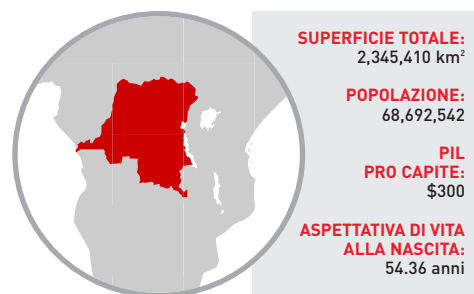 SUPERFICIE TOTALE:
2,345,410 km²
POPOLAZIONE:
68,692,542
PIL
PRO CAPITE:
$300
ASPETTATIVA DI VITA
ALLA NASCITA:
54.36 anni